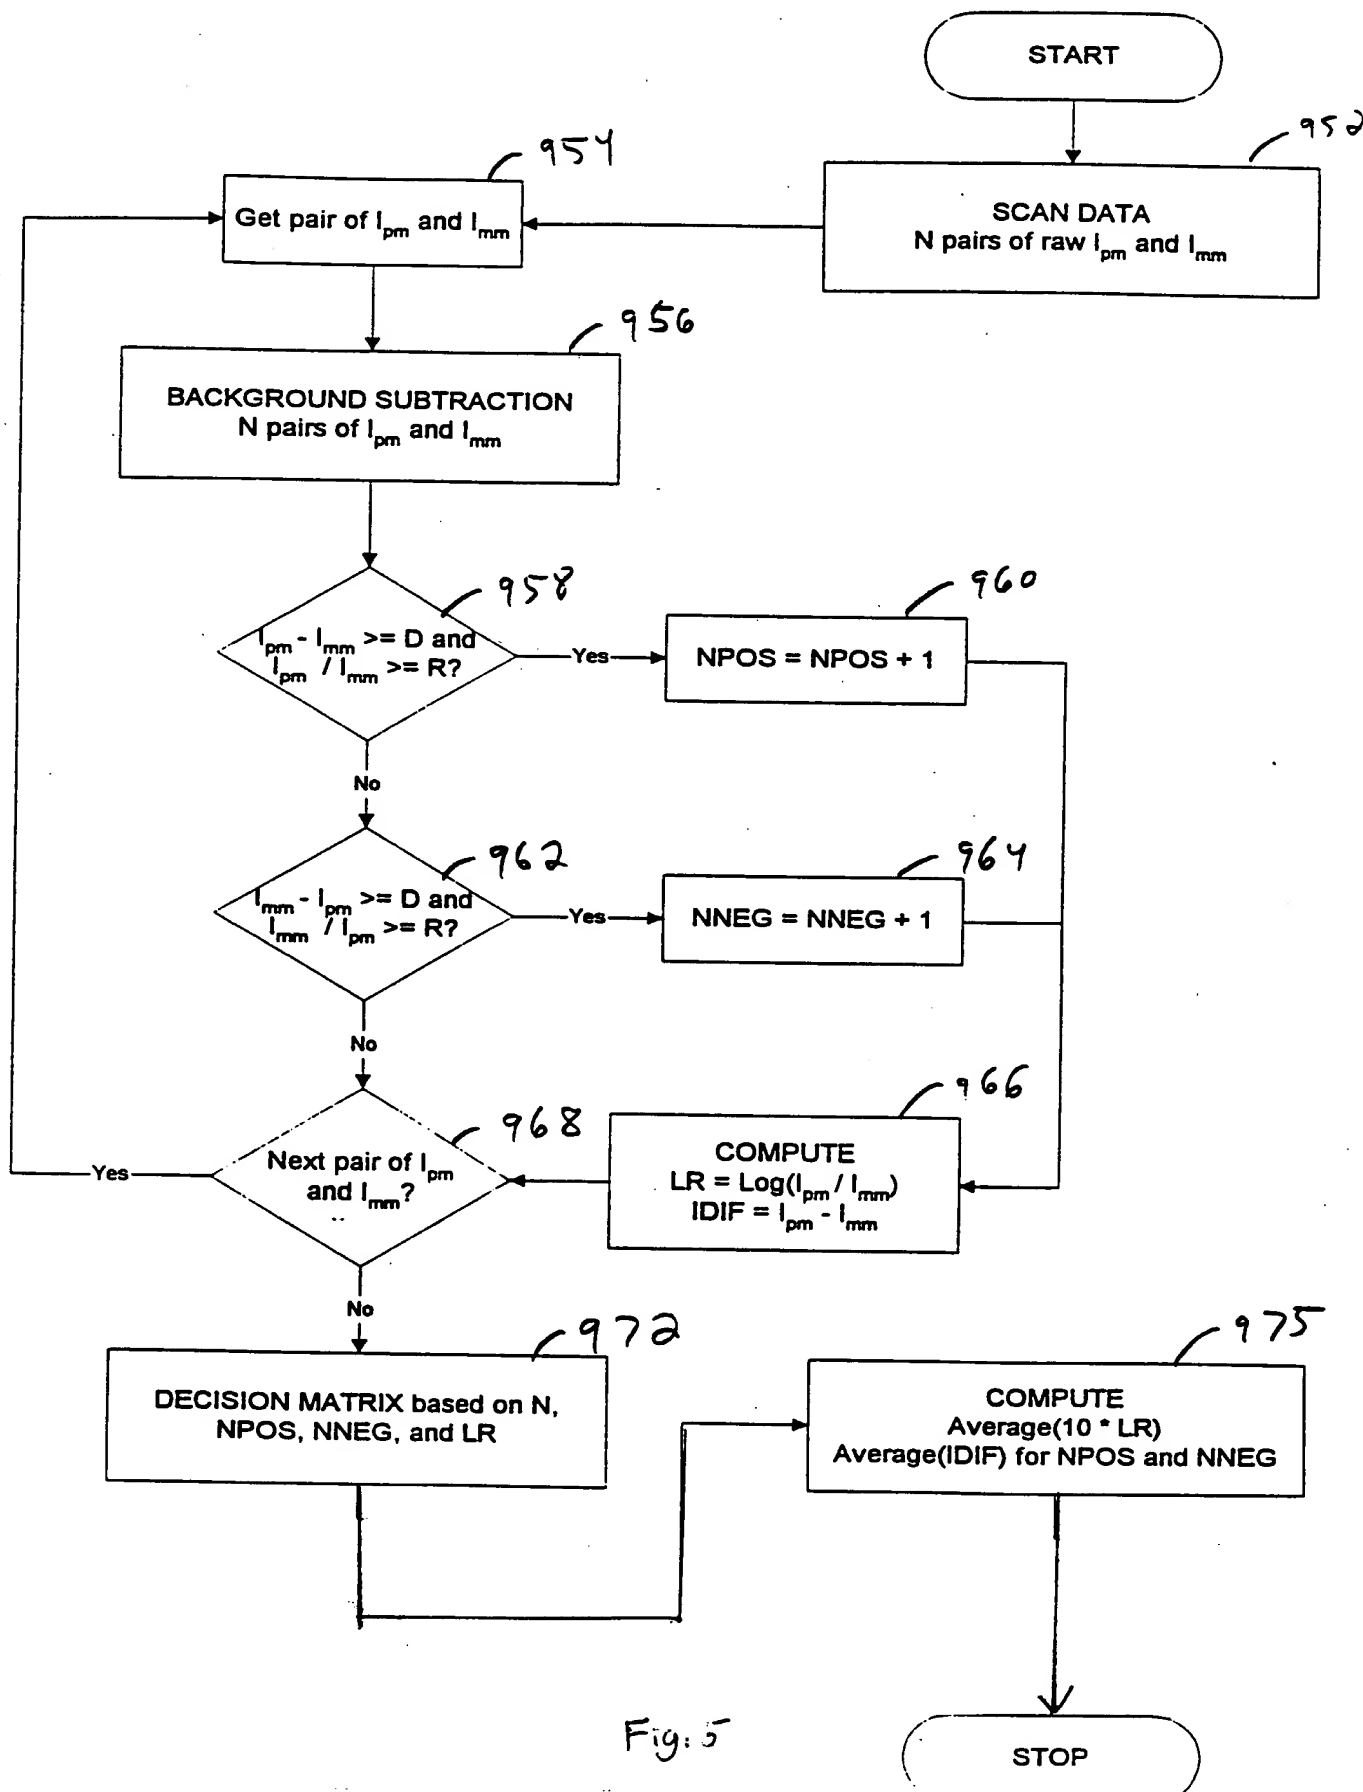 START
952
SCAN DATA
N pairs of raw Ipm and Imm
954
Get pair of Ipm and Imm
956
BACKGROUND SUBTRACTION
N pairs of Ipm and Imm
958
Ipm - Imm >= D and
Ipm / Imm >= R?
Yes
960
NPOS = NPOS + 1
No
962
Imm - Ipm >= D and
Imm / Ipm >= R?
Yes
964
NNEG = NNEG + 1
No
966
COMPUTE
LR = Log(Ipm / Imm)
IDIF = Ipm - Imm
968
Next pair of Ipm
and Imm?
Yes
No
972
DECISION MATRIX based on N,
NPOS, NNEG, and LR
975
COMPUTE
Average(10 * LR)
Average(IDIF) for NPOS and NNEG
Fig. 5
STOP